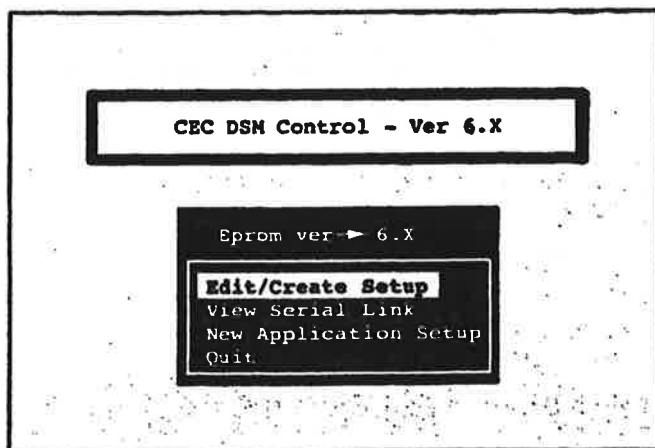 CEC DSM Control - Ver 6.X
Eprom ver► 6.X
Edit/Create Setup
View Serial Link
New Application Setup
Quit